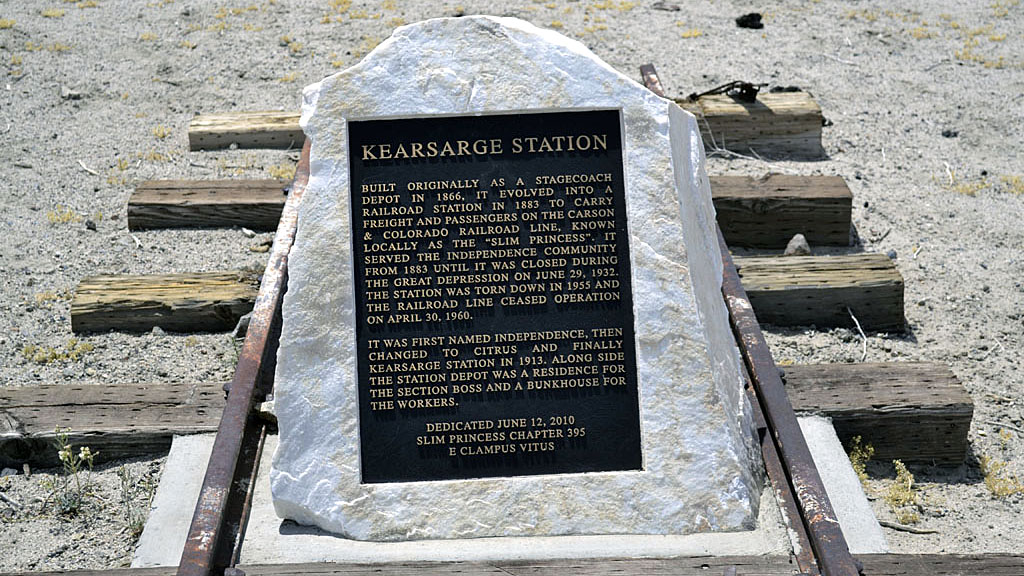 KEARSARGE STATION
BUILT ORIGINALLY AS A STAGECOACH
DEPOT IN 1866, IT EVOLVED INTO A
RAILROAD STATION IN 1883 TO CARRY
FREIGHT AND PASSENGERS ON THE CARSON
& COLORADO RAILROAD LINE, KNOWN
LOCALLY AS THE “SLIM PRINCESS”. IT
SERVED THE INDEPENDENCE COMMUNITY
FROM 1883 UNTIL IT WAS CLOSED DURING
THE GREAT DEPRESSION ON JUNE 29, 1932.
THE STATION WAS TORN DOWN IN 1955 AND
THE RAILROAD LINE CEASED OPERATION
ON APRIL 30, 1960.
IT WAS FIRST NAMED INDEPENDENCE, THEN
CHANGED TO CITRUS AND FINALLY
KEARSARGE STATION IN 1913. ALONG SIDE
THE STATION DEPOT WAS A RESIDENCE FOR
THE SECTION BOSS AND A BUNKHOUSE FOR
THE WORKERS.
DEDICATED JUNE 12, 2010
SLIM PRINCESS CHAPTER 395
E CLAMPUS VITUS